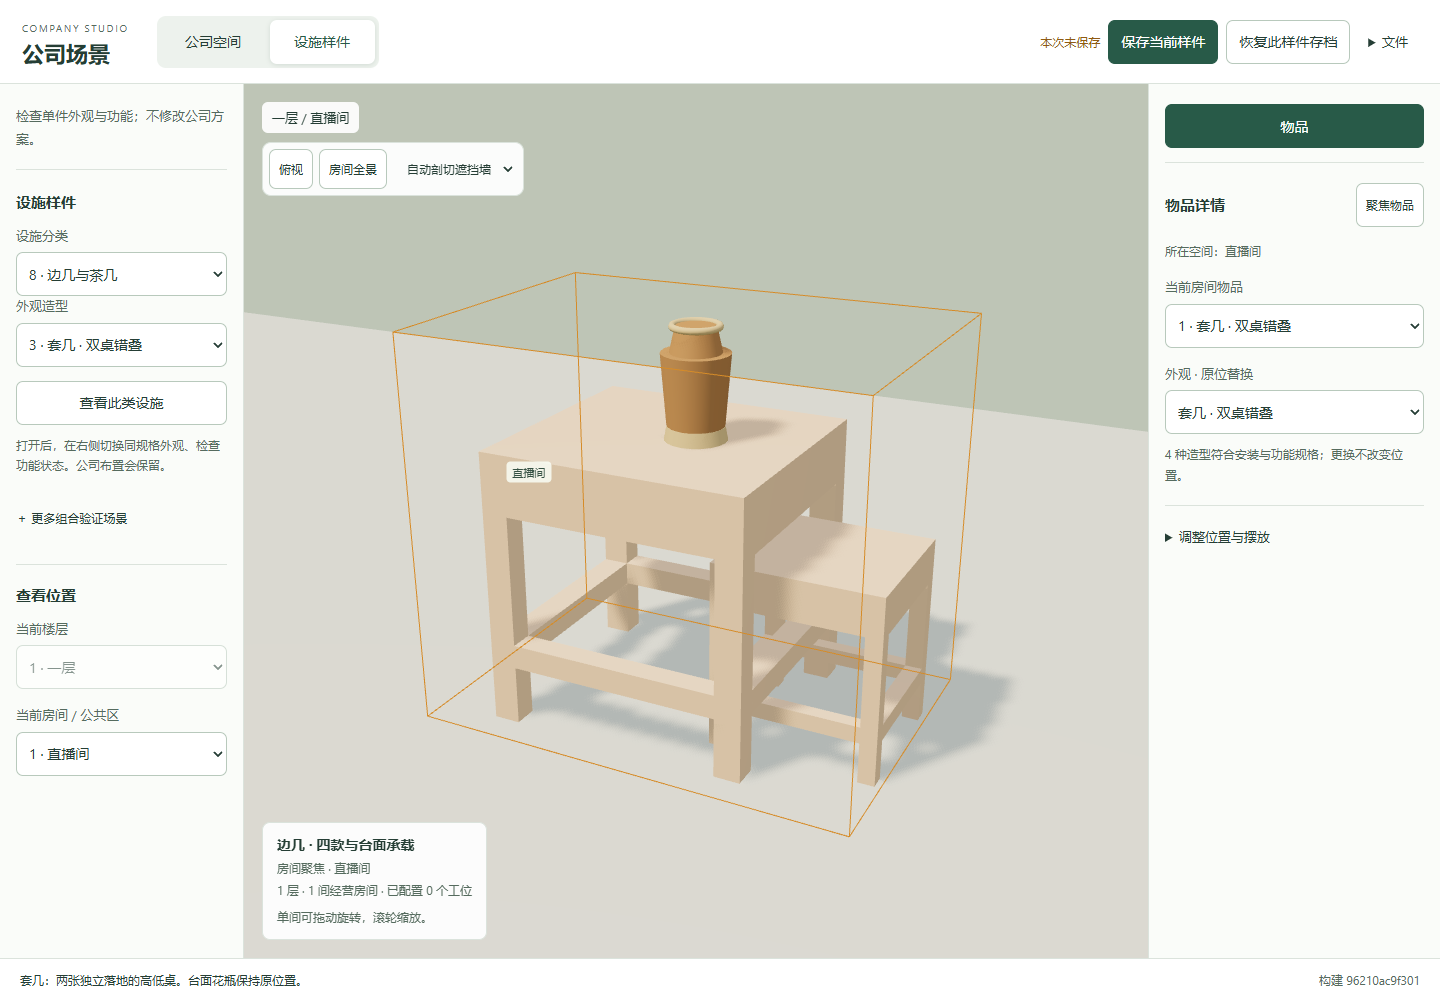 COMPANY STUDIO
公司场景
公司空间
设施样件
本次未保存
保存当前样件
恢复此样件存档
文件
检查单件外观与功能；不修改公司方
案。
设施样件
设施分类
8 · 边几与茶几
外观造型
3 · 套几 · 双桌错叠
查看此类设施
打开后，在右侧切换同规格外观、检查
功能状态。公司布置会保留。
+ 更多组合验证场景
查看位置
当前楼层
1 · 一层
当前房间 / 公共区
1 · 直播间
一层 / 直播间
俯视
房间全景
自动剖切遮挡墙
直播间
边几 · 四款与台面承载
房间聚焦 · 直播间
1 层 · 1 间经营房间 · 已配置 0 个工位
单间可拖动旋转，滚轮缩放。
物品
物品详情
聚焦物品
所在空间：直播间
当前房间物品
1 · 套几 · 双桌错叠
外观 · 原位替换
套几 · 双桌错叠
4 种造型符合安装与功能规格；更换不改变位
置。
调整位置与摆放
套几：两张独立落地的高低桌。台面花瓶保持原位置。
构建 96210ac9f301